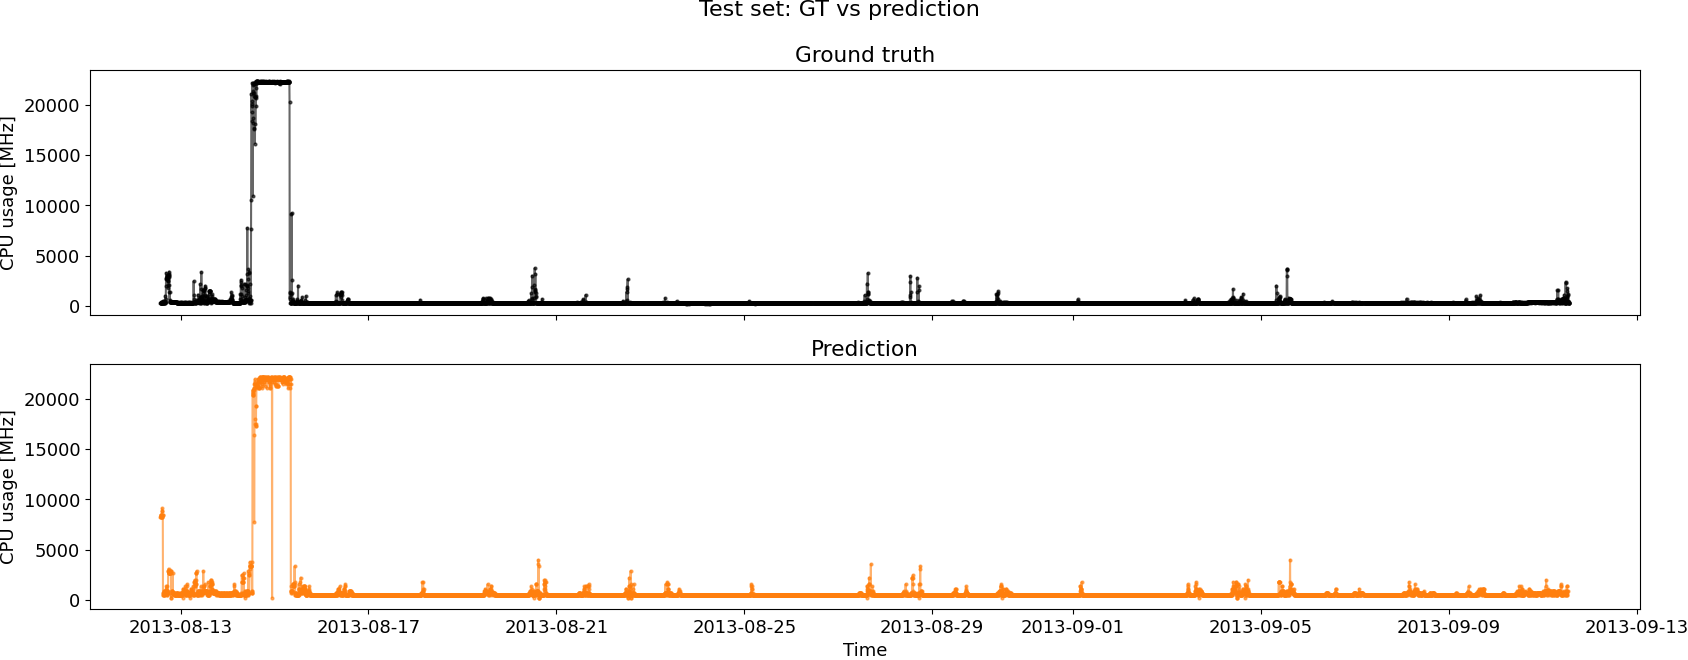 Test set: GT vs prediction
Ground truth
CPU usage [MHz]
20000
15000
10000
5000
0
Prediction
CPU usage [MHz]
20000
15000
10000
5000
0
2013-08-13 2013-08-17 2013-08-21 2013-08-25 2013-08-29 2013-09-01 2013-09-05 2013-09-09 2013-09-13
Time